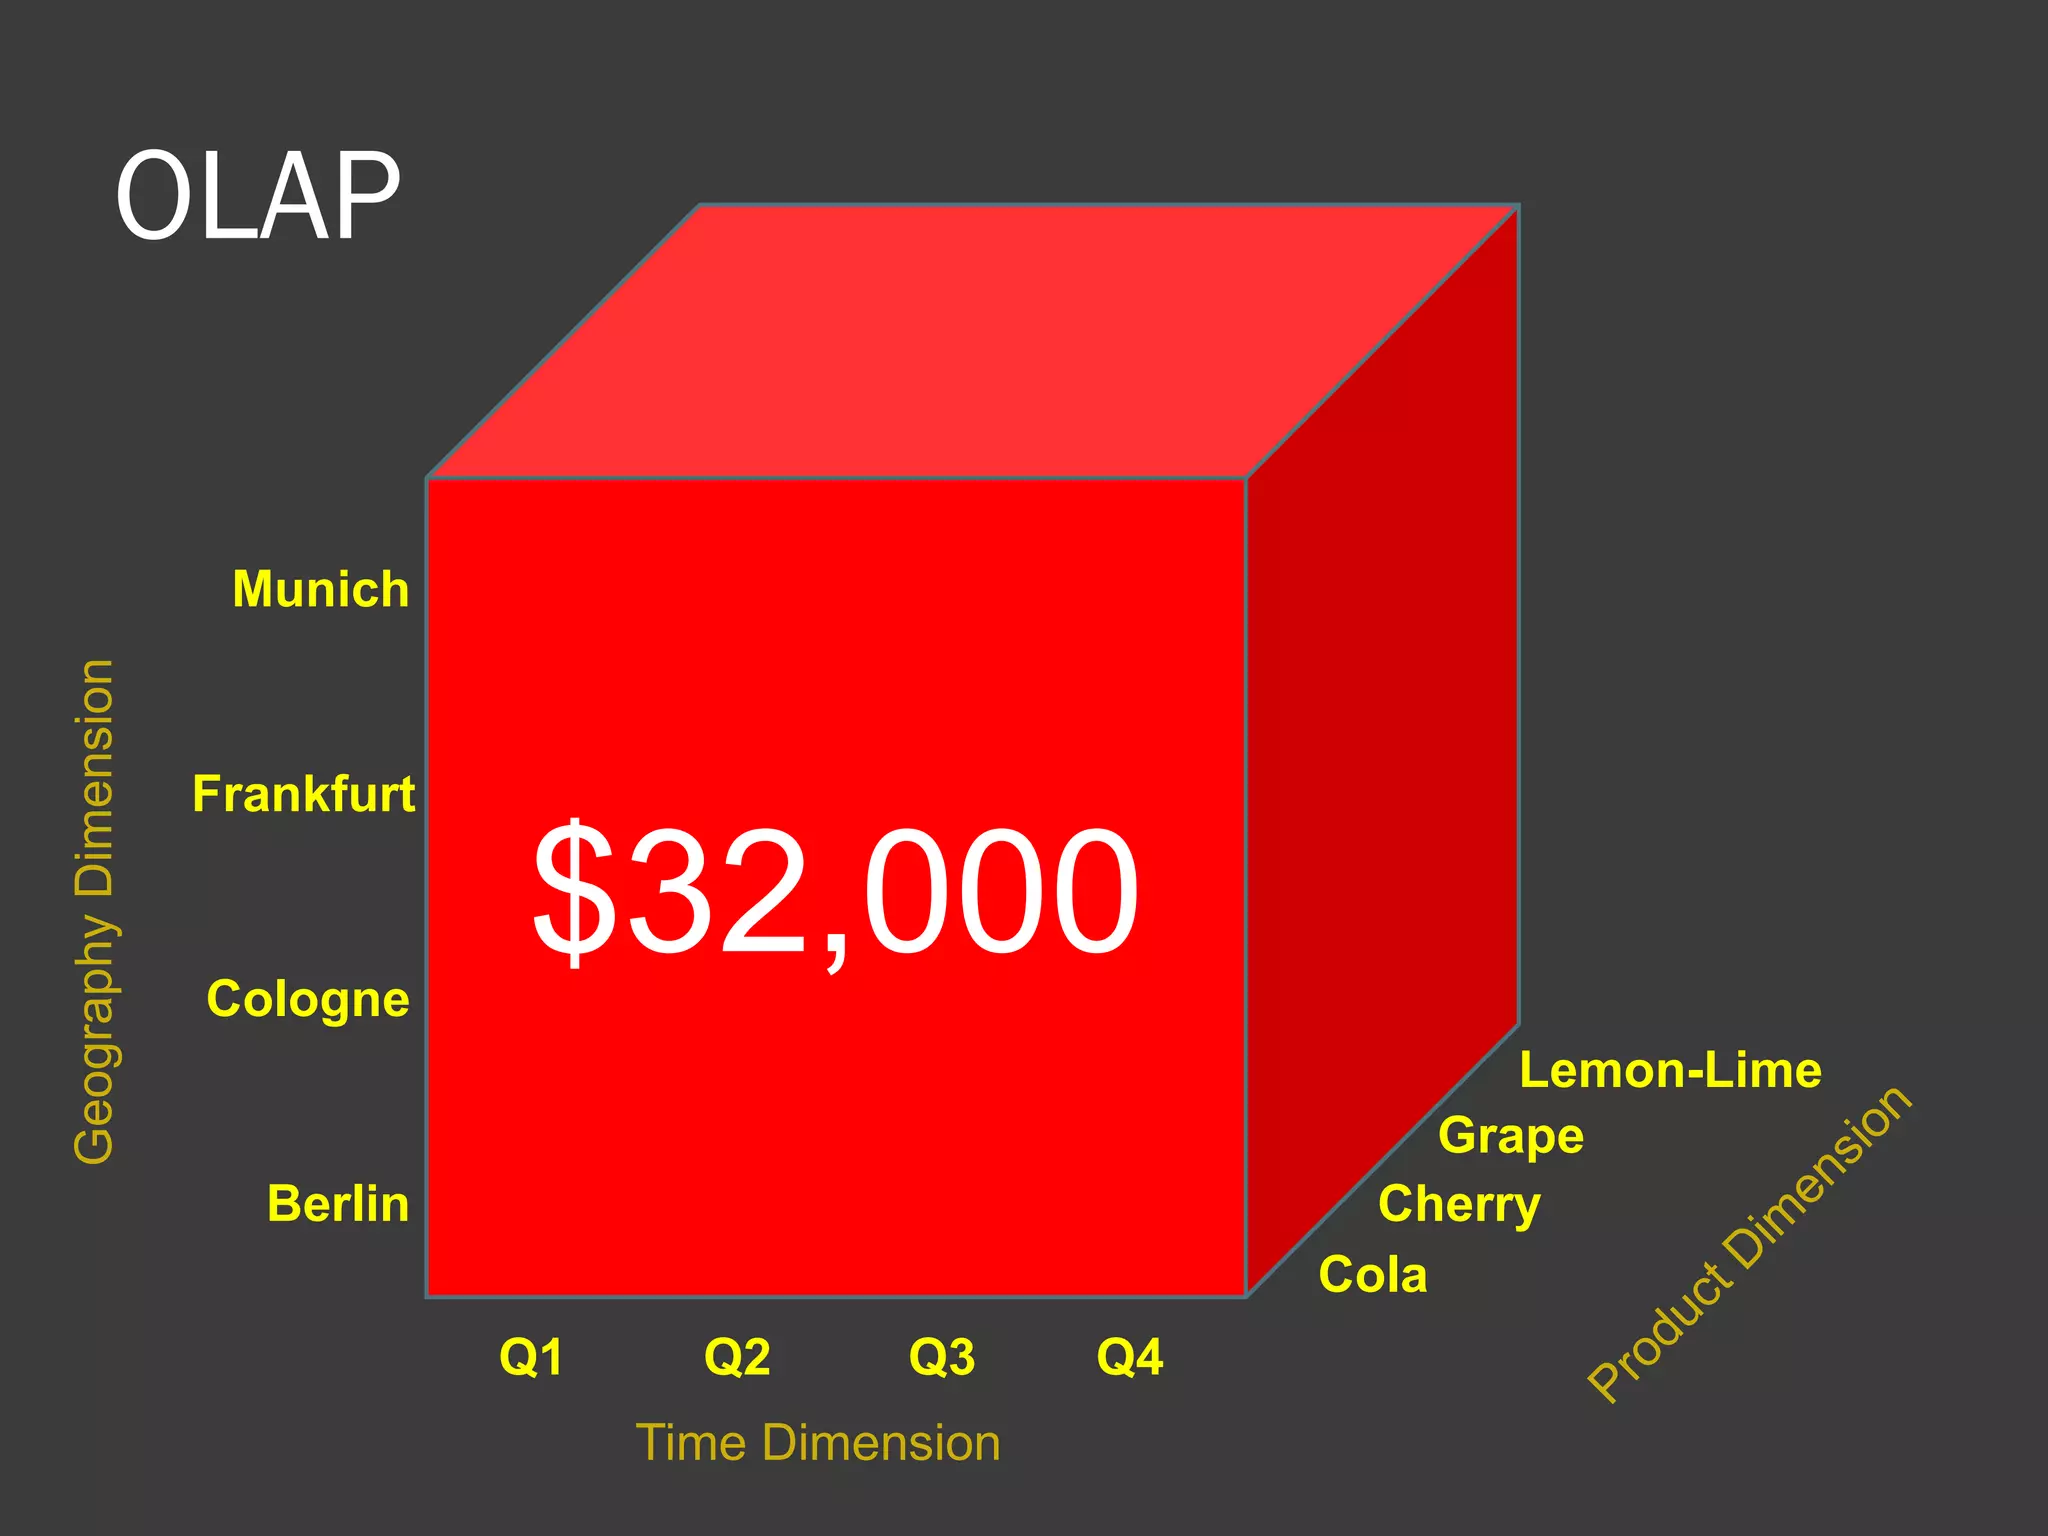 OLAP
Geography Dimension
Munich
Frankfurt
Cologne
Berlin
$32,000
Lemon-Lime
Grape
Cherry
Cola
Product Dimension
Q1 Q2 Q3 Q4
Time Dimension